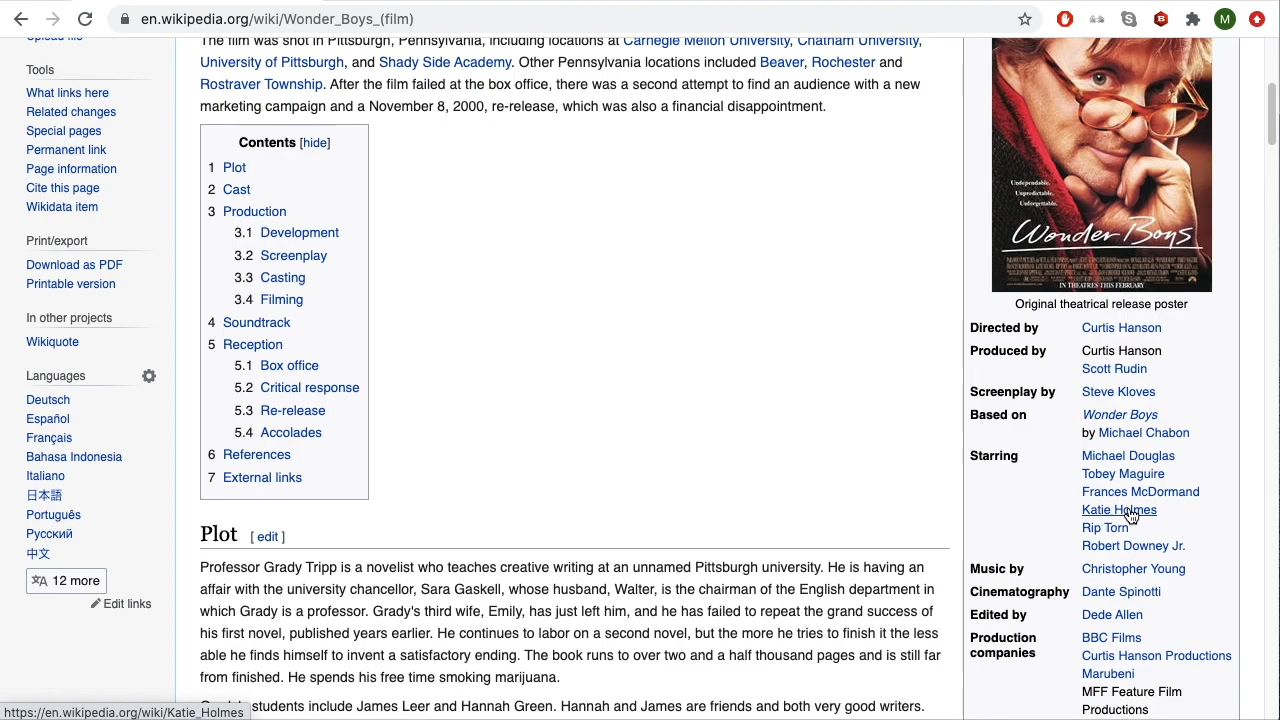 en.wikipedia.org/wiki/Wonder_Boys_(film)
M
Upload file
Tools
What links here
Related changes
Special pages
Permanent link
Page information
Cite this page
Wikidata item
Print/export
Download as PDF
Printable version
In other projects
Wikiquote
Languages
Deutsch
Español
Français
Bahasa Indonesia
Italiano
日本語
Português
Русский
中文
12 more
Edit links
The film was shot in Pittsburgh, Pennsylvania, including locations at Carnegie Mellon University, Chatham University,
University of Pittsburgh, and Shady Side Academy. Other Pennsylvania locations included Beaver, Rochester and
Rostraver Township. After the film failed at the box office, there was a second attempt to find an audience with a new
marketing campaign and a November 8, 2000, re-release, which was also a financial disappointment.
Contents [hide]
1 Plot
2 Cast
3 Production
3.1 Development
3.2 Screenplay
3.3 Casting
3.4 Filming
4 Soundtrack
5 Reception
5.1 Box office
5.2 Critical response
5.3 Re-release
5.4 Accolades
6 References
7 External links
Plot [ edit ]
Professor Grady Tripp is a novelist who teaches creative writing at an unnamed Pittsburgh university. He is having an
affair with the university chancellor, Sara Gaskell, whose husband, Walter, is the chairman of the English department in
which Grady is a professor. Grady's third wife, Emily, has just left him, and he has failed to repeat the grand success of
his first novel, published years earlier. He continues to labor on a second novel, but the more he tries to finish it the less
able he finds himself to invent a satisfactory ending. The book runs to over two and a half thousand pages and is still far
from finished. He spends his free time smoking marijuana.
students include James Leer and Hannah Green. Hannah and James are friends and both very good writers.
Undependable.
Unpredictable.
Unforgettable.
Wonder Boys
IN THEATRES THIS FEBRUARY
Original theatrical release poster
Directed by Curtis Hanson
Produced by Curtis Hanson
Scott Rudin
Screenplay by Steve Kloves
Based on Wonder Boys
by Michael Chabon
Starring Michael Douglas
Tobey Maguire
Frances McDormand
Katie Holmes
Rip Torn
Robert Downey Jr.
Music by Christopher Young
Cinematography Dante Spinotti
Edited by Dede Allen
Production companies BBC Films
Curtis Hanson Productions
Marubeni
MFF Feature Film
Productions
https://en.wikipedia.org/wiki/Katie_Holmes